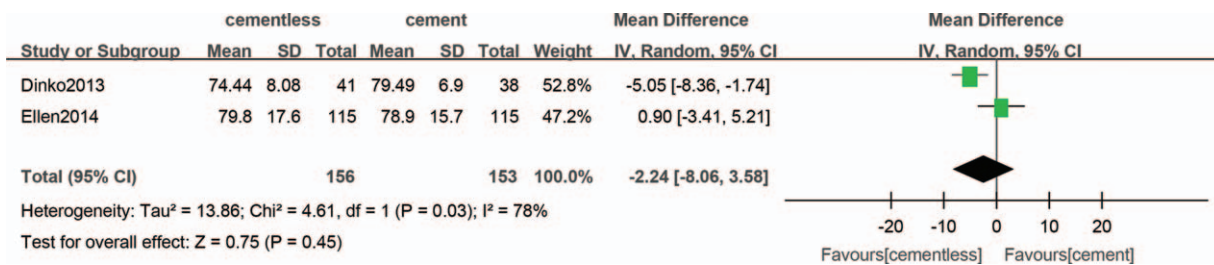 cementless cement Mean Difference Mean Difference
Study or Subgroup Mean SD Total Mean SD Total Weight IV, Random, 95% CI IV, Random, 95% CI
Dinko2013 74.44 8.08 41 79.49 6.9 38 52.8% -5.05 [-8.36, -1.74]
Ellen2014 79.8 17.6 115 78.9 15.7 115 47.2% 0.90 [-3.41, 5.21]
Total (95% CI) 156 153 100.0% -2.24 [-8.06, 3.58]
Heterogeneity: Tau² = 13.86; Chi² = 4.61, df = 1 (P = 0.03); I² = 78%
Test for overall effect: Z = 0.75 (P = 0.45)
-20 -10 0 10 20
Favours[cementless] Favours[cement]